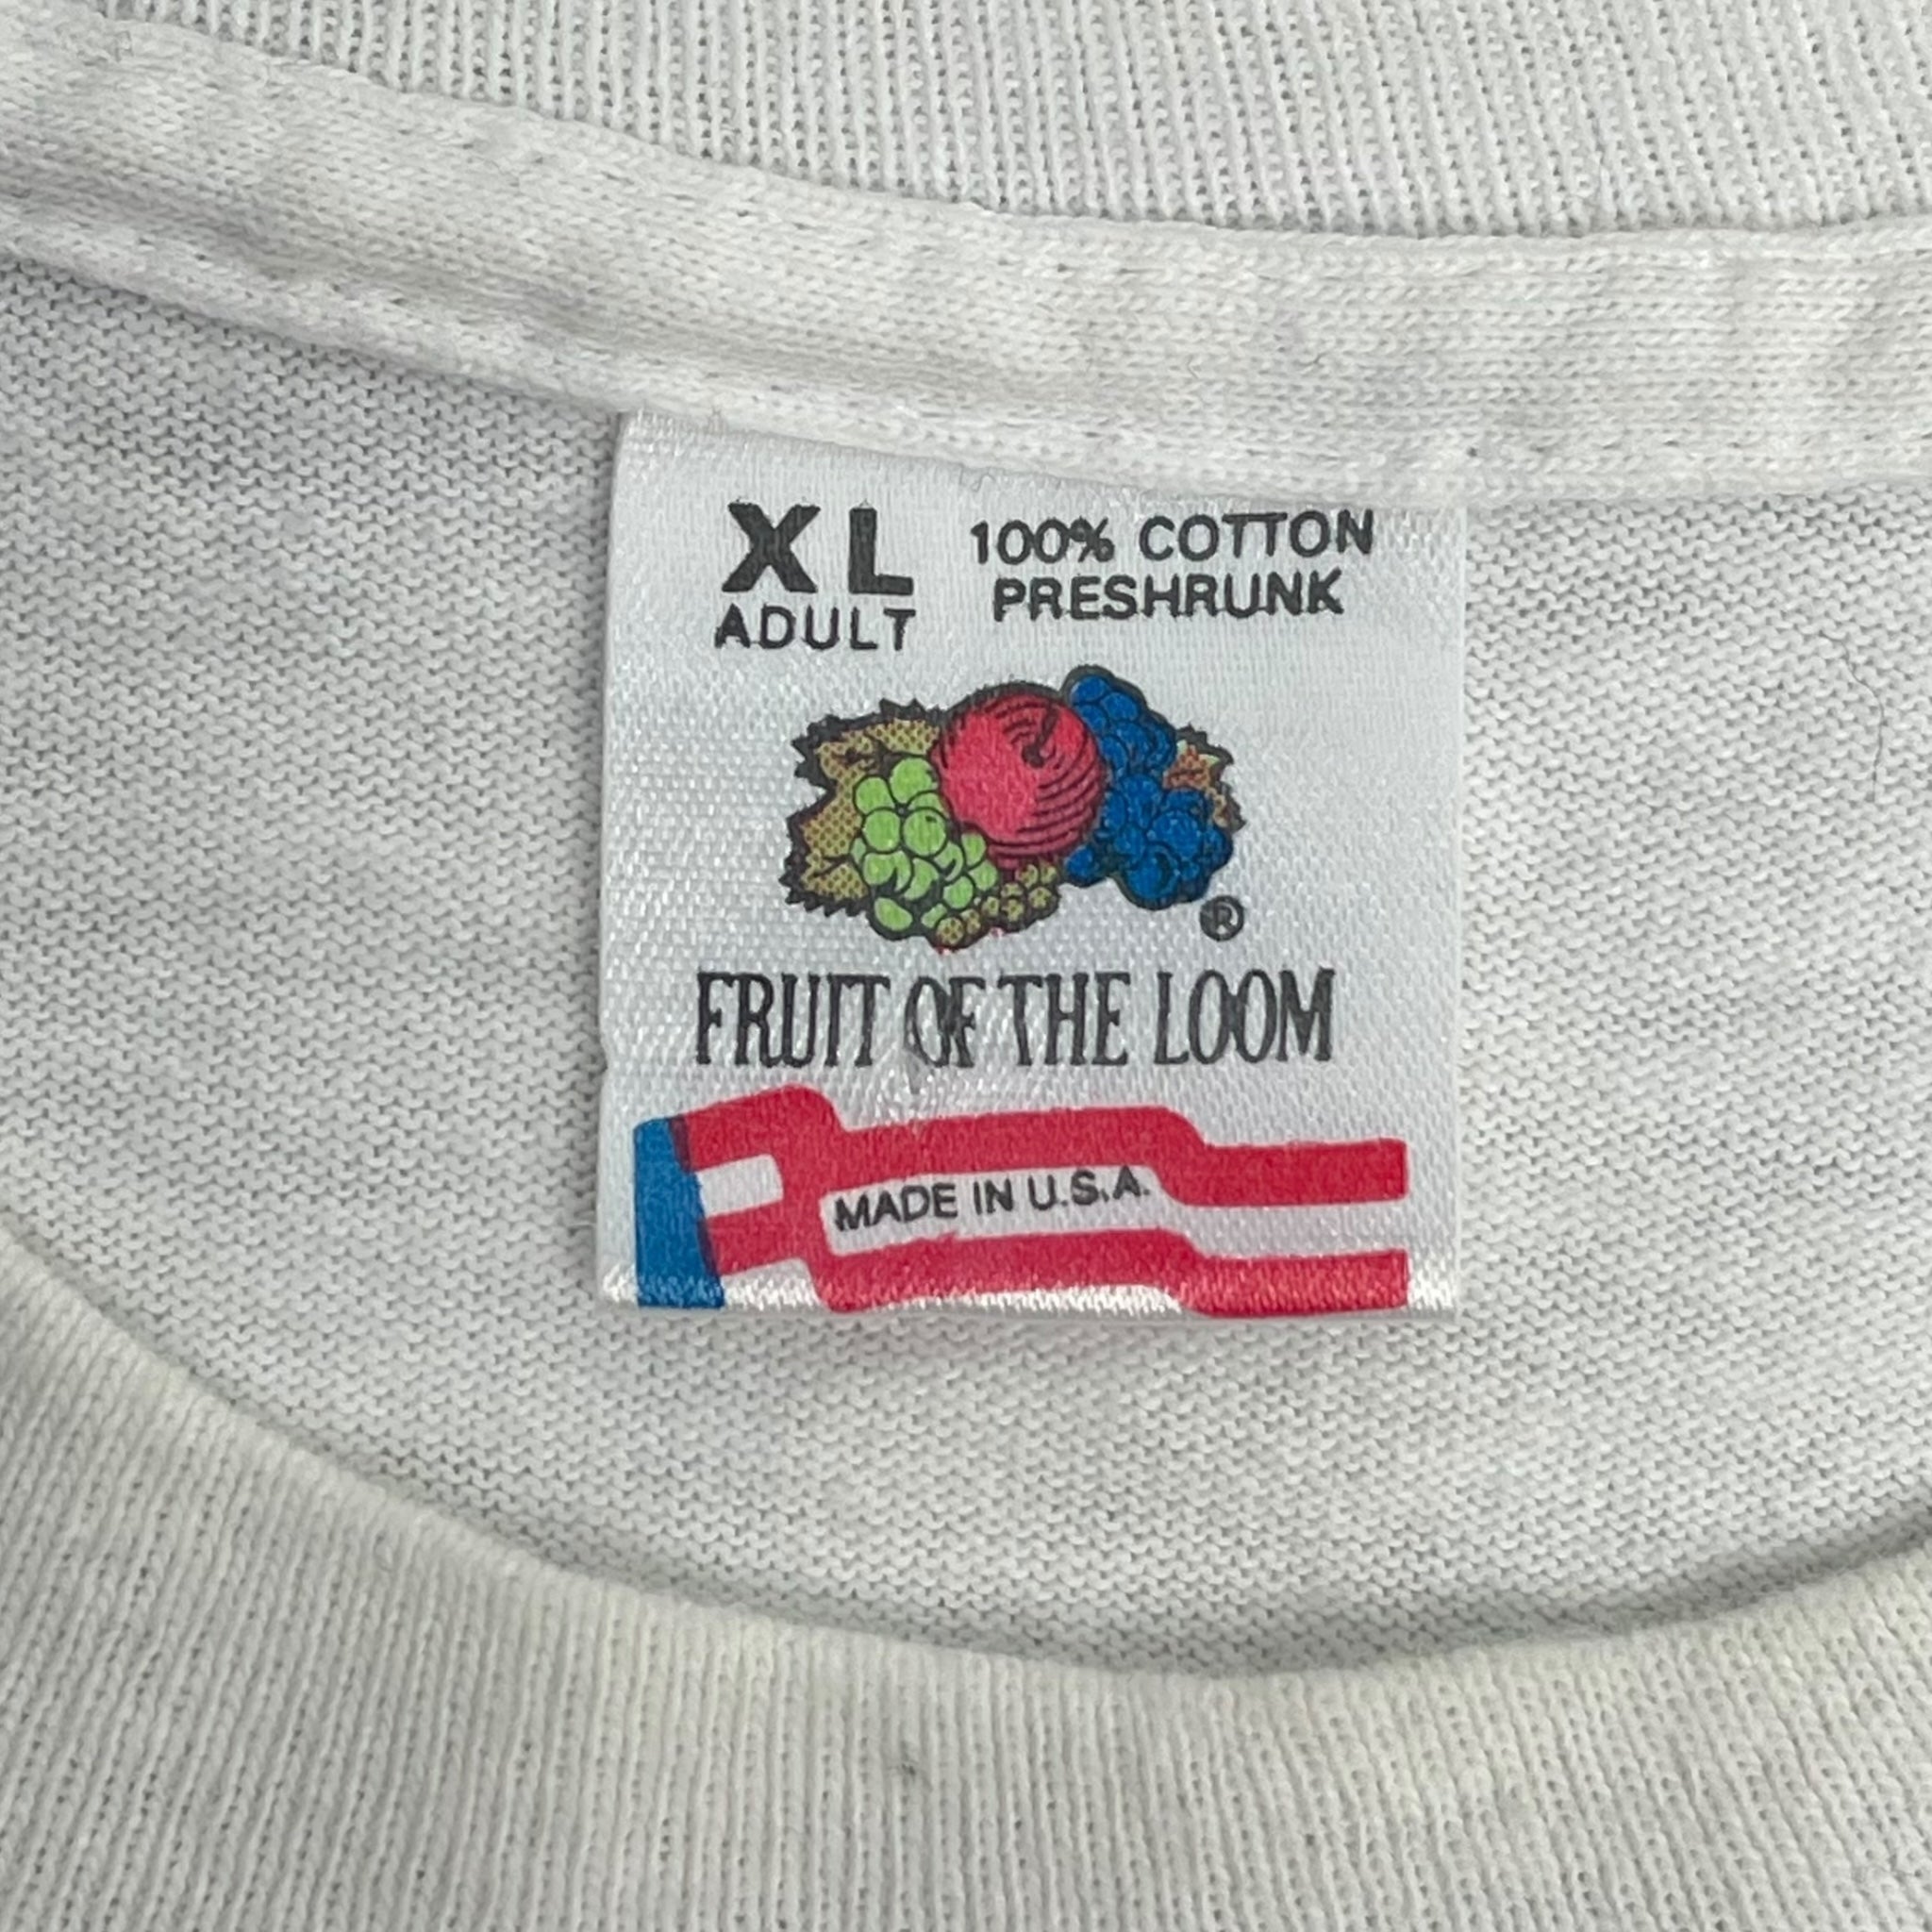 XL
ADULT
100% COTTON
PRESHRUNK
®
FRUIT OF THE LOOM
MADE IN U.S.A.